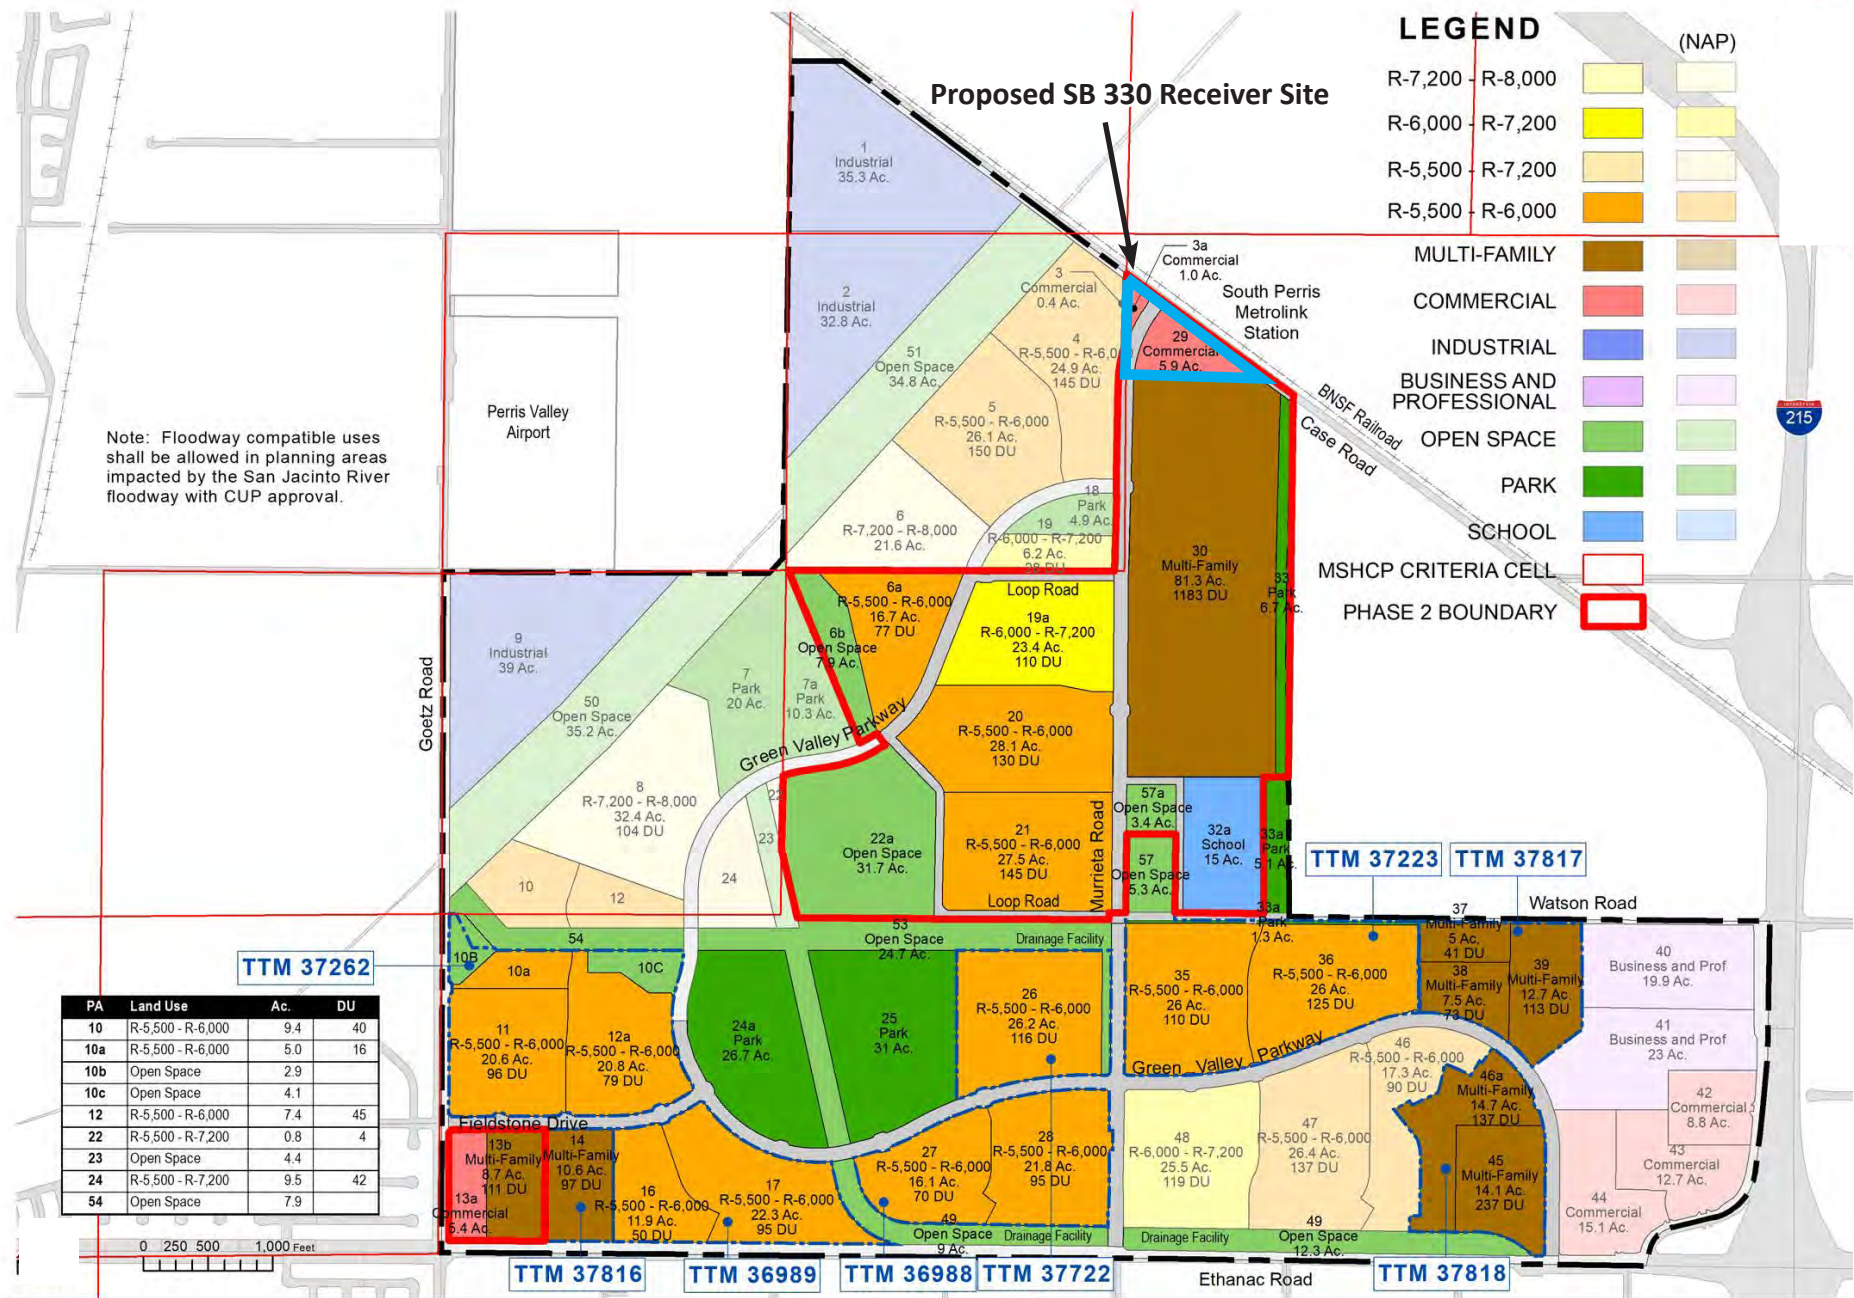 LEGEND
(NAP)
R-7,200 - R-8,000
R-6,000 - R-7,200
R-5,500 - R-7,200
R-5,500 - R-6,000
MULTI-FAMILY
COMMERCIAL
INDUSTRIAL
BUSINESS AND
PROFESSIONAL
OPEN SPACE
PARK
SCHOOL
MSHCP CRITERIA CELL
PHASE 2 BOUNDARY
Proposed SB 330 Receiver Site
INTERSTATE
215
1
Industrial
35.3 Ac.
2
Industrial
32.8 Ac.
3
Commercial
0.4 Ac.
3a
Commercial
1.0 Ac.
South Perris
Metrolink
Station
29
Commercial
5.9 Ac.
4
R-5,500 - R-6,0
24.9 Ac.
145 DU
51
Open Space
34.8 Ac.
5
R-5,500 - R-6,000
26.1 Ac.
150 DU
Perris Valley
Airport
Note: Floodway compatible uses
shall be allowed in planning areas
impacted by the San Jacinto River
floodway with CUP approval.
BNSF Railroad
Case Road
6
R-7,200 - R-8,000
21.6 Ac.
18
Park
4.9 Ac.
19
R-6,000 - R-7,200
6.2 Ac.
28 DU
30
Multi-Family
81.3 Ac.
1183 DU
33
Park
6.7 Ac.
Loop Road
6a
R-5,500 - R-6,000
16.7 Ac.
77 DU
6b
Open Space
7.9 Ac.
19a
R-6,000 - R-7,200
23.4 Ac.
110 DU
9
Industrial
39 Ac.
Goetz Road
50
Open Space
35.2 Ac.
7
Park
20 Ac.
7a
Park
10.3 Ac.
Green Valley Parkway
20
R-5,500 - R-6,000
28.1 Ac.
130 DU
8
R-7,200 - R-8,000
32.4 Ac.
104 DU
22
23
22a
Open Space
31.7 Ac.
21
R-5,500 - R-6,000
27.5 Ac.
145 DU
Loop Road
Murrieta Road
57a
Open Space
3.4 Ac.
57
Open Space
5.3 Ac.
32a
School
15 Ac.
33a
Park
5.1 Ac.
TTM 37223
TTM 37817
10
12
24
33a
Park
1.3 Ac.
Watson Road
53
Open Space
24.7 Ac.
Drainage Facility
54
TTM 37262
10B
10a
10C
11
R-5,500 - R-6,000
20.6 Ac.
96 DU
12a
R-5,500 - R-6,000
20.8 Ac.
79 DU
24a
Park
26.7 Ac.
25
Park
31 Ac.
26
R-5,500 - R-6,000
26.2 Ac.
116 DU
35
R-5,500 - R-6,000
26 Ac.
110 DU
36
R-5,500 - R-6,000
26 Ac.
125 DU
37
Multi-Family
5 Ac.
41 DU
38
Multi-Family
7.5 Ac.
73 DU
39
Multi-Family
12.7 Ac.
113 DU
40
Business and Prof
19.9 Ac.
41
Business and Prof
23 Ac.
42
Commercial
8.8 Ac.
43
Commercial
12.7 Ac.
44
Commercial
15.1 Ac.
Green Valley Parkway
46
R-5,500 - R-6,000
17.3 Ac.
90 DU
46a
Multi-Family
14.7 Ac.
137 DU
45
Multi-Family
14.1 Ac.
237 DU
47
R-5,500 - R-6,000
26.4 Ac.
137 DU
48
R-6,000 - R-7,200
25.5 Ac.
119 DU
Fieldstone Drive
13a
Commercial
5.4 Ac.
13b
Multi-Family
8.7 Ac.
111 DU
14
Multi-Family
10.6 Ac.
97 DU
16
R-5,500 - R-6,000
11.9 Ac.
50 DU
17
R-5,500 - R-6,000
22.3 Ac.
95 DU
27
R-5,500 - R-6,000
16.1 Ac.
70 DU
28
R-5,500 - R-6,000
21.8 Ac.
95 DU
49
Open Space
9 Ac.
Drainage Facility
Drainage Facility
49
Open Space
12.3 Ac.
PA Land Use Ac. DU
10 R-5,500 - R-6,000 9.4 40
10a R-5,500 - R-6,000 5.0 16
10b Open Space 2.9
10c Open Space 4.1
12 R-5,500 - R-6,000 7.4 45
22 R-5,500 - R-7,200 0.8 4
23 Open Space 4.4
24 R-5,500 - R-7,200 9.5 42
54 Open Space 7.9
0 250 500 1,000 Feet
TTM 37816
TTM 36989
TTM 36988
TTM 37722
Ethanac Road
TTM 37818